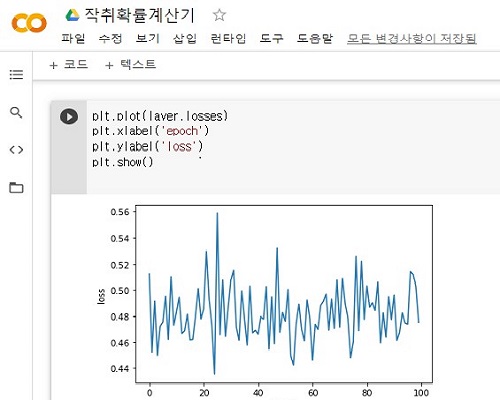 작취확률계산기
파일 수정 보기 삽입 런타임 도구 도움말 모든 변경사항이 저장됨
+ 코드 + 텍스트
plt.plot(layer.losses)
plt.xlabel('epoch')
plt.ylabel('loss')
plt.show()
0.56
0.54
0.52
0.50
0.48
0.46
0.44
loss
0 20 40 60 80 100